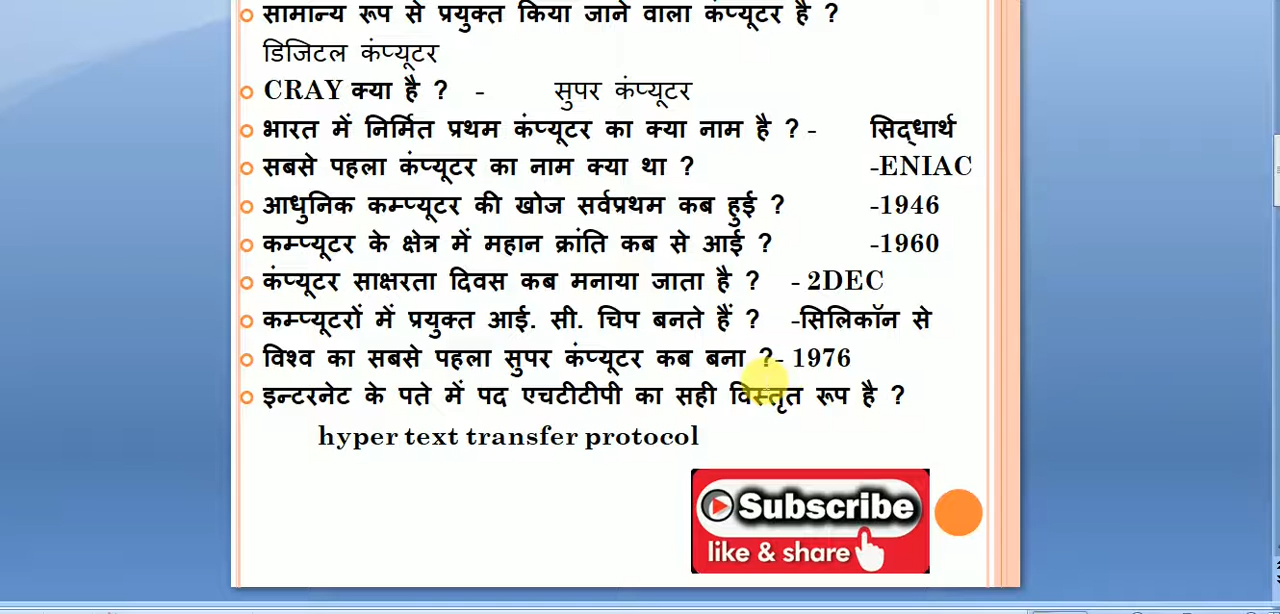 सामान्य रूप से प्रयुक्त किया जाने वाला कंप्यूटर है ?
डिजिटल कंप्यूटर
CRAY क्या है ? - सुपर कंप्यूटर
भारत में निर्मित प्रथम कंप्यूटर का क्या नाम है ? - सिद्धार्थ
सबसे पहला कंप्यूटर का नाम क्या था ? -ENIAC
आधुनिक कम्प्यूटर की खोज सर्वप्रथम कब हुई ? -1946
कम्प्यूटर के क्षेत्र में महान क्रांति कब से आई ? -1960
कंप्यूटर साक्षरता दिवस कब मनाया जाता है ? - 2DEC
कम्प्यूटरों में प्रयुक्त आई. सी. चिप बनते हैं ? -सिलिकॉन से
विश्व का सबसे पहला सुपर कंप्यूटर कब बना ?- 1976
इन्टरनेट के पते में पद एचटीटीपी का सही विस्तृत रूप है ?
hyper text transfer protocol
Subscribe
like & share